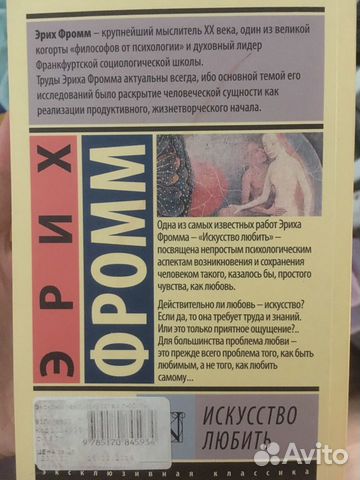 Эрих Фромм – крупнейший мыслитель XX века, один из великой
когорты «философов от психологии» и духовный лидер
Франкфуртской социологической школы.
Труды Эриха Фромма актуальны всегда, ибо основной темой его
исследований было раскрытие человеческой сущности как
реализации продуктивного, жизнетворческого начала.
ЭРИХ
ФРОММ
Одна из самых известных работ Эриха
Фромма – «Искусство любить» –
посвящена непростым психологическим
аспектам возникновения и сохранения
человеком такого, казалось бы, простого
чувства, как любовь.
Действительно ли любовь – искусство?
Если да, то она требует труда и знаний.
Или это только приятное ощущение?..
Для большинства проблема любви –
это прежде всего проблема того, как быть
любимым, а не того, как любить
самому...
9 785170 845934
ИСКУССТВО
ЛЮБИТЬ
эксклюзивная классика
Avito